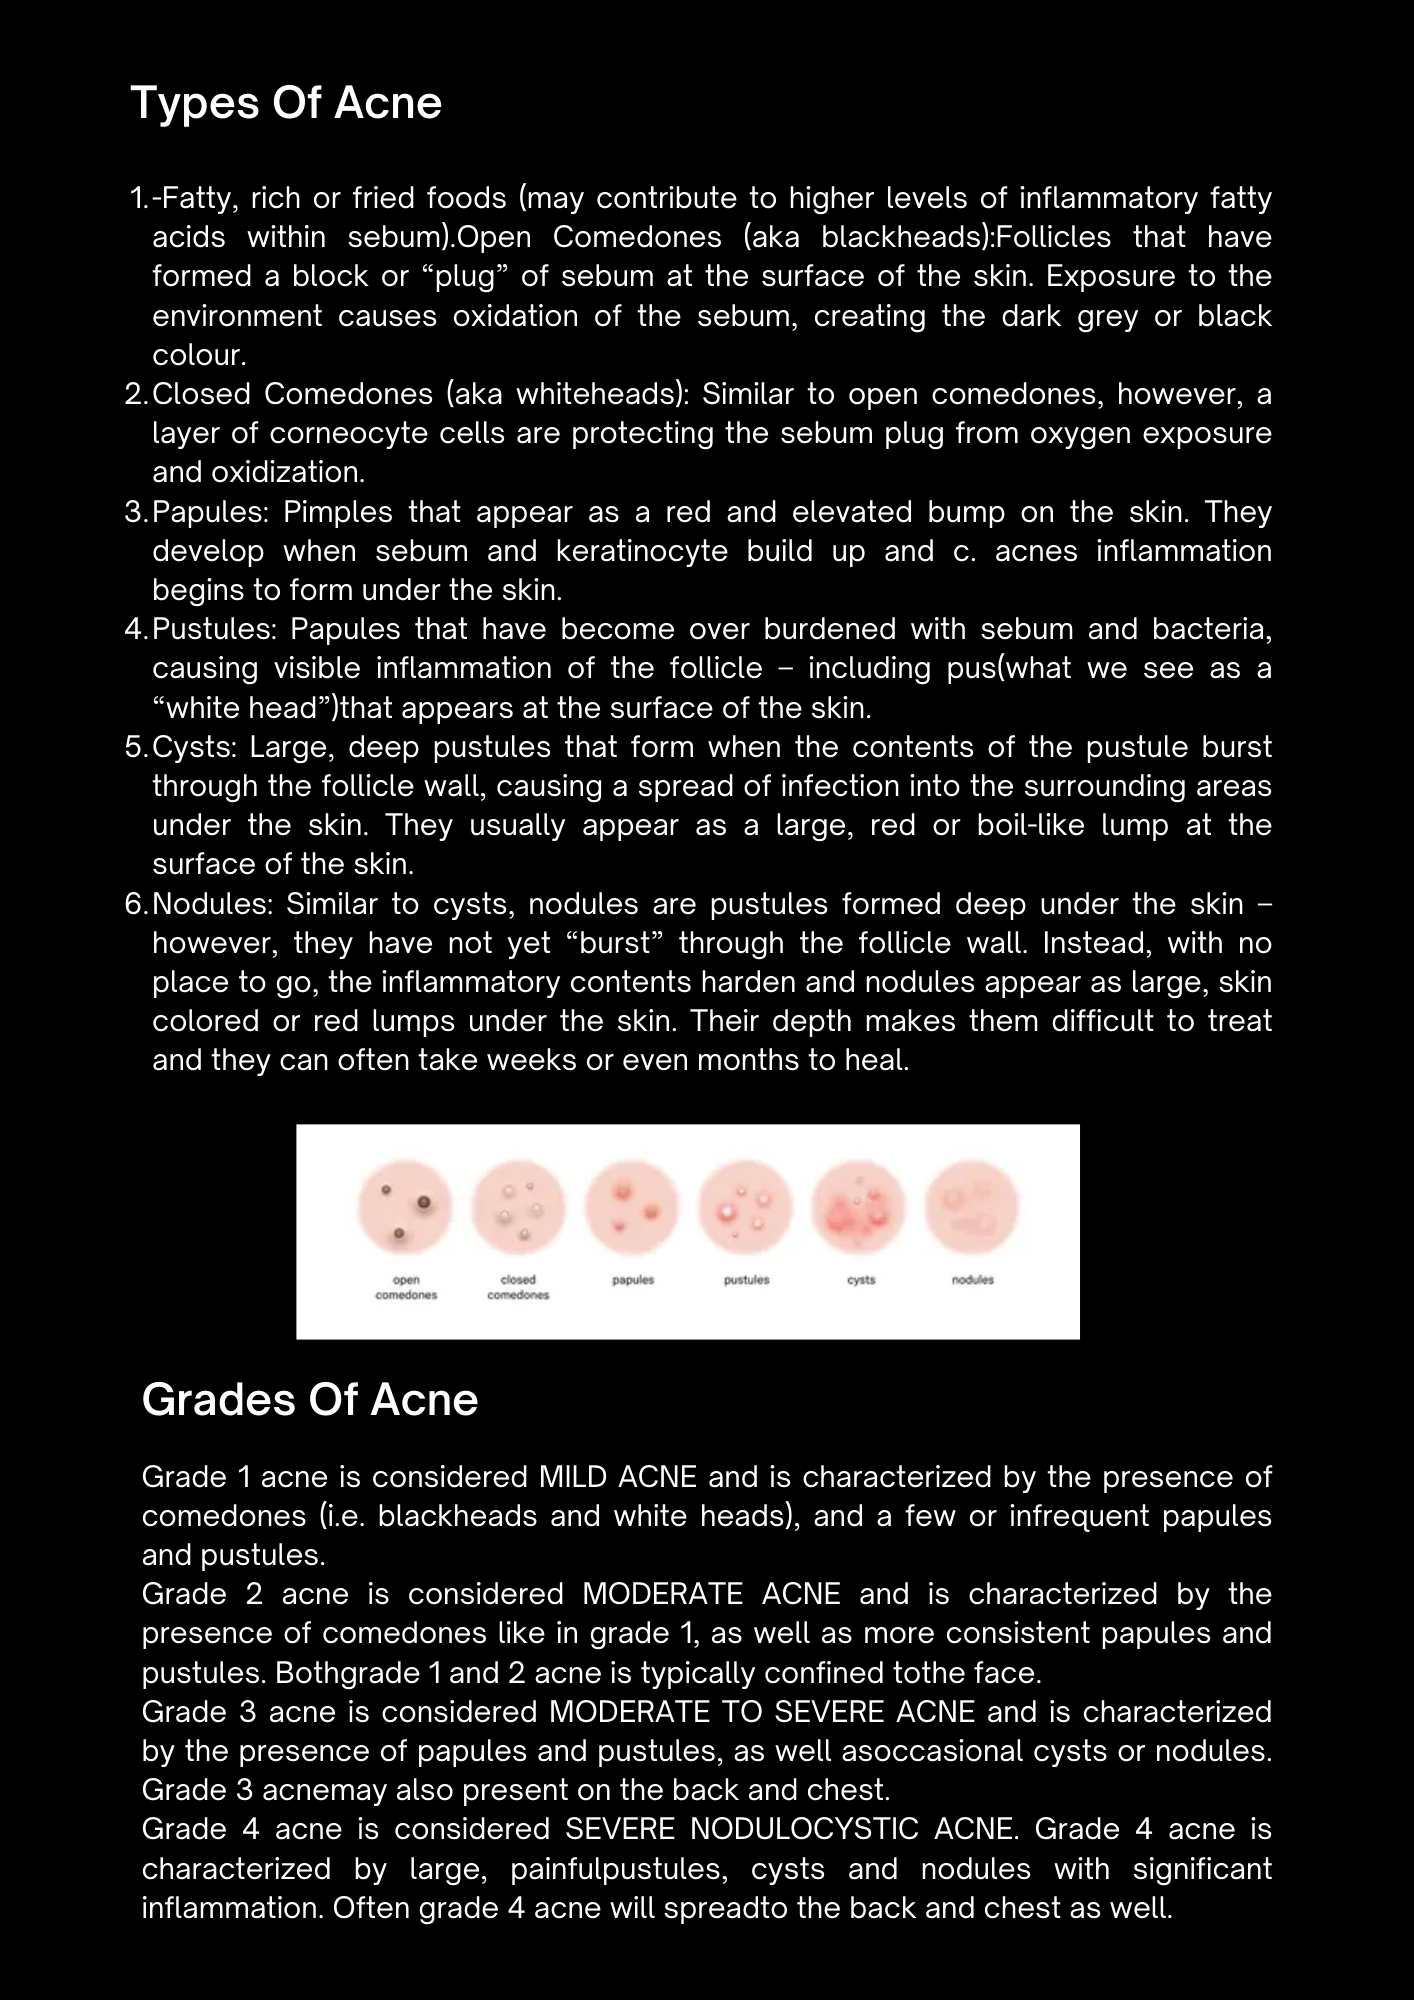 Types Of Acne
1.-Fatty, rich or fried foods (may contribute to higher levels of inflammatory fatty
acids within sebum).Open Comedones (aka blackheads):Follicles that have
formed a block or “plug” of sebum at the surface of the skin. Exposure to the
environment causes oxidation of the sebum, creating the dark grey or black
colour.
2.Closed Comedones (aka whiteheads): Similar to open comedones, however, a
layer of corneocyte cells are protecting the sebum plug from oxygen exposure
and oxidization.
3.Papules: Pimples that appear as a red and elevated bump on the skin. They
develop when sebum and keratinocyte build up and c. acnes inflammation
begins to form under the skin.
4.Pustules: Papules that have become over burdened with sebum and bacteria,
causing visible inflammation of the follicle – including pus(what we see as a
“white head”)that appears at the surface of the skin.
5.Cysts: Large, deep pustules that form when the contents of the pustule burst
through the follicle wall, causing a spread of infection into the surrounding areas
under the skin. They usually appear as a large, red or boil-like lump at the
surface of the skin.
6.Nodules: Similar to cysts, nodules are pustules formed deep under the skin –
however, they have not yet “burst” through the follicle wall. Instead, with no
place to go, the inflammatory contents harden and nodules appear as large, skin
colored or red lumps under the skin. Their depth makes them difficult to treat
and they can often take weeks or even months to heal.
open comedones
closed comedones
papules
pustules
cysts
nodules
Grades Of Acne
Grade 1 acne is considered MILD ACNE and is characterized by the presence of
comedones (i.e. blackheads and white heads), and a few or infrequent papules
and pustules.
Grade 2 acne is considered MODERATE ACNE and is characterized by the
presence of comedones like in grade 1, as well as more consistent papules and
pustules. Bothgrade 1 and 2 acne is typically confined tothe face.
Grade 3 acne is considered MODERATE TO SEVERE ACNE and is characterized
by the presence of papules and pustules, as well asoccasional cysts or nodules.
Grade 3 acnemay also present on the back and chest.
Grade 4 acne is considered SEVERE NODULOCYSTIC ACNE. Grade 4 acne is
characterized by large, painfulpustules, cysts and nodules with significant
inflammation. Often grade 4 acne will spreadto the back and chest as well.